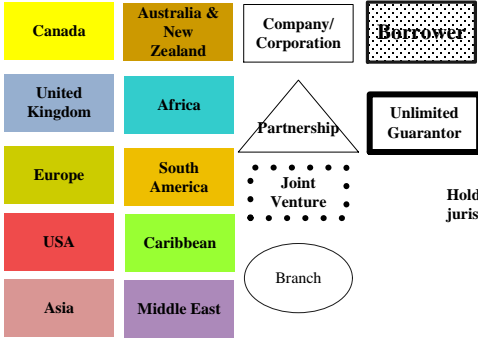 Canada
Australia &
New
Zealand
Company/
Corporation
Borrower
United
Kingdom
Africa
Partnership
Unlimited
Guarantor
Europe
South
America
Joint
Venture
USA
Caribbean
Branch
Asia
Middle East